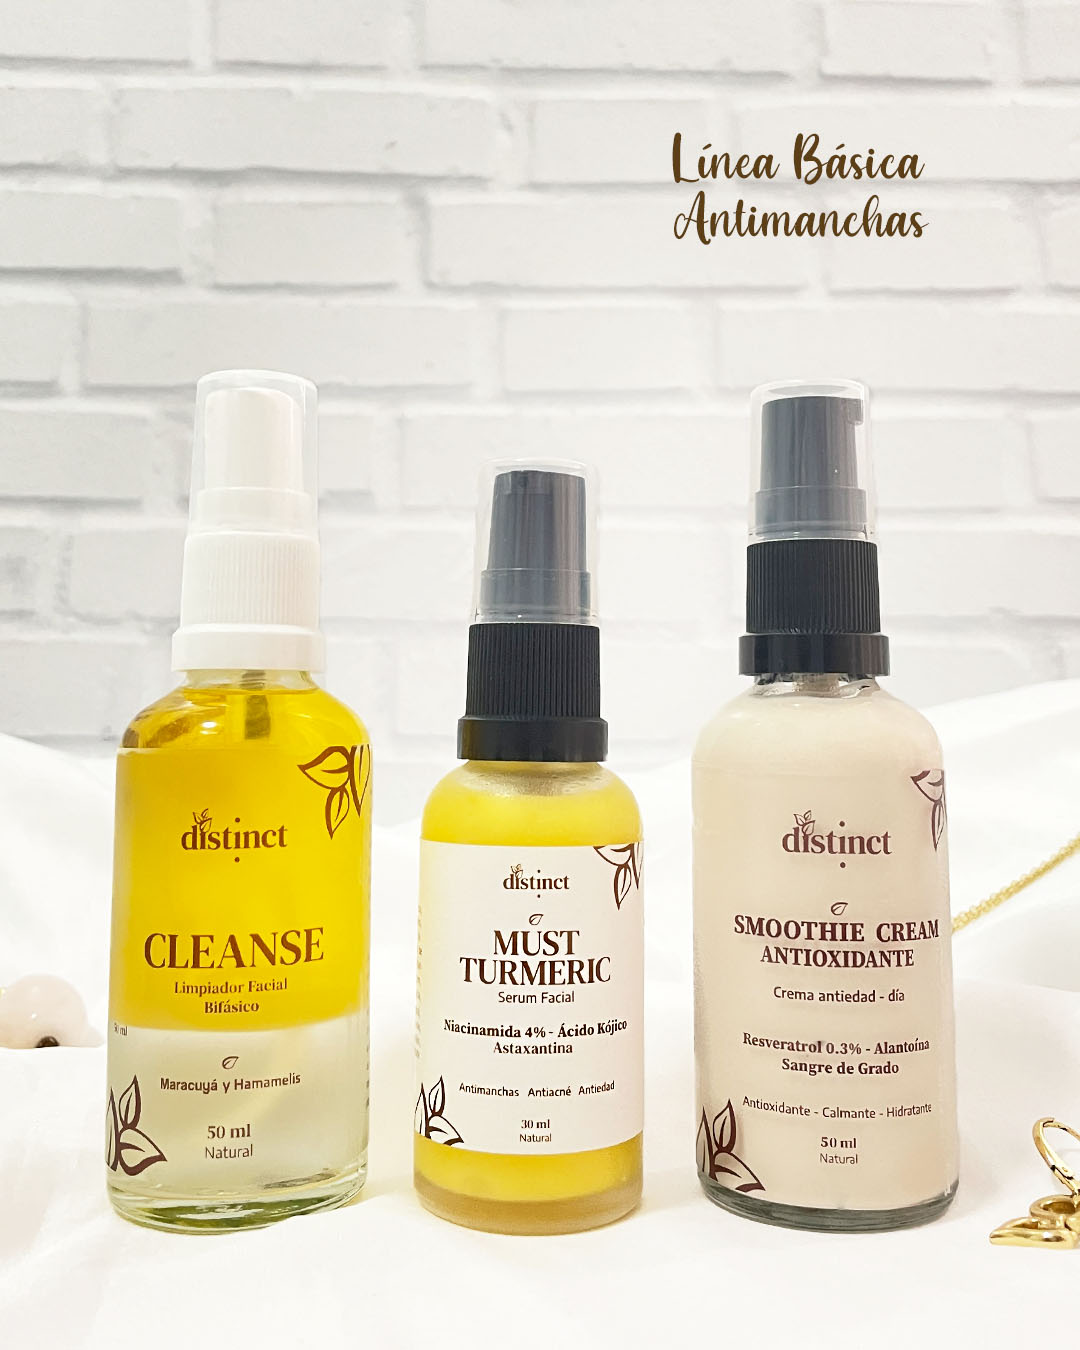 Línea Básica
Antimanchas
distinct
CLEANSE
Limpiador Facial
Bifásico
50 ml
Maracuyá y Hamamelis
50 ml
Natural
distinct
MUST
TURMERIC
Serum Facial
Niacinamida 4% - Ácido Kójico
Astaxantina
Antimanchas Antiacné Antiedad
30 ml
Natural
distinct
SMOOTHIE CREAM
ANTIOXIDANTE
Crema antiedad - día
Resveratrol 0.3% - Alantoína
Sangre de Grado
Antioxidante - Calmante - Hidratante
50 ml
Natural